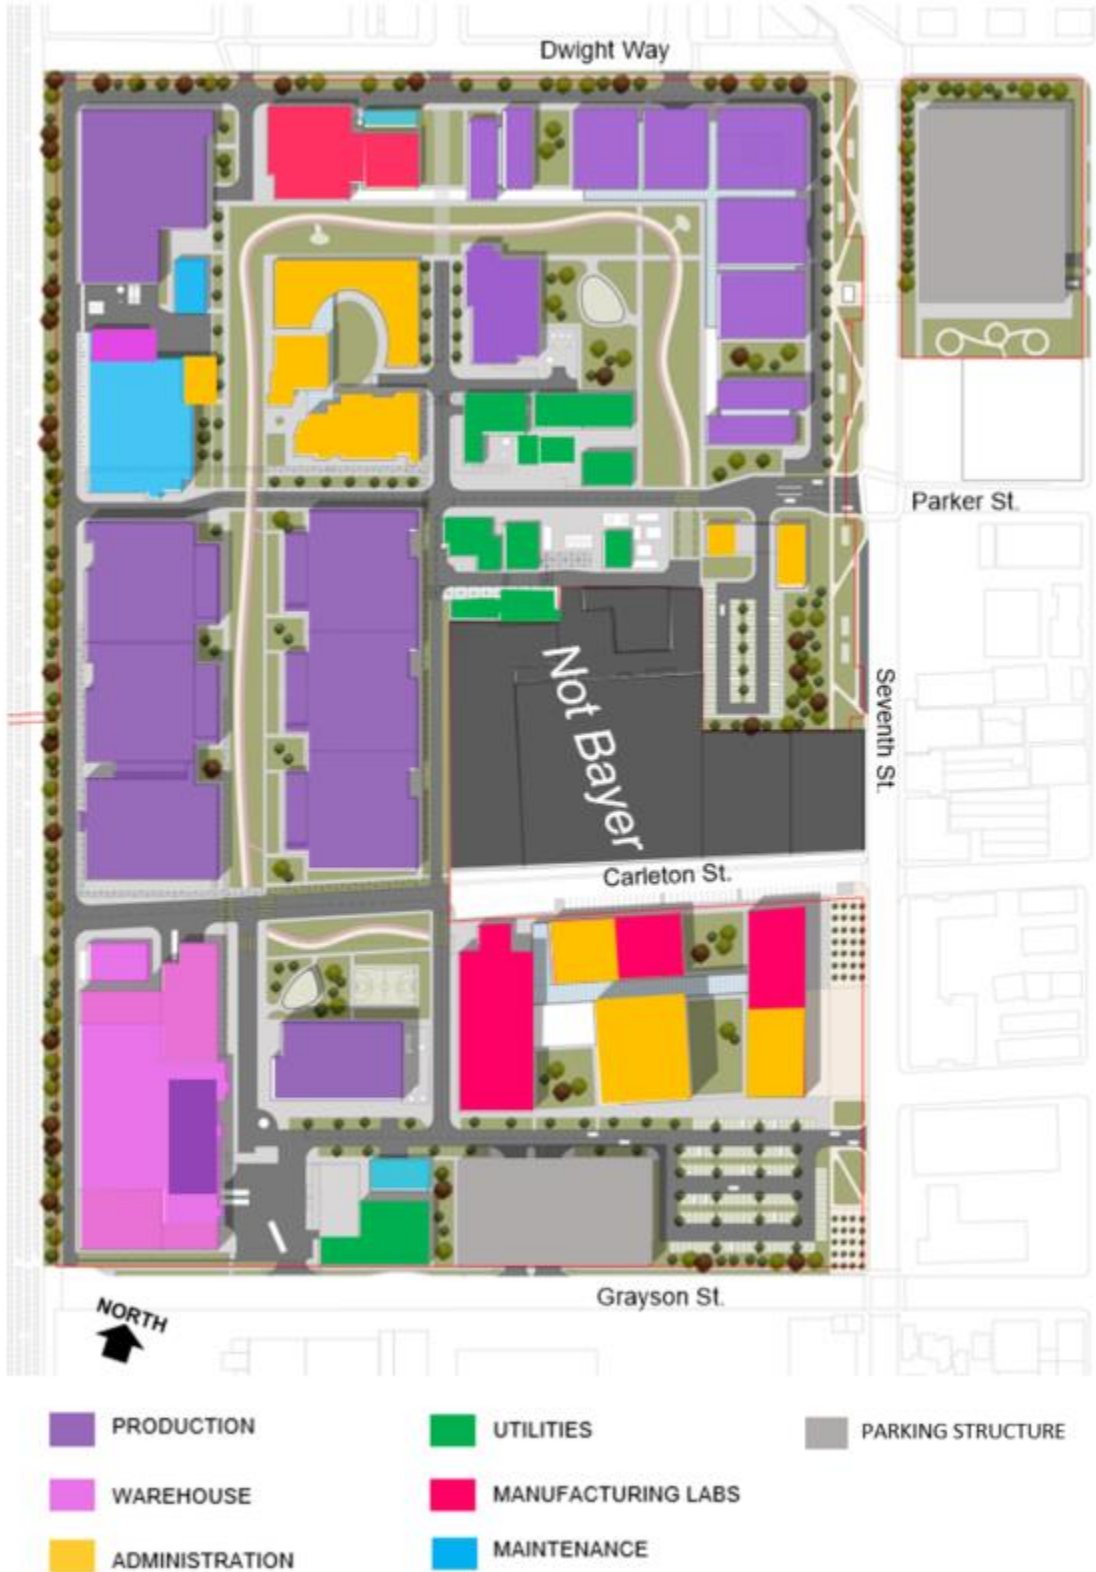 Dwight Way
Parker St.
Not Bayer
Seventh St.
Carleton St.
Grayson St.
NORTH
PRODUCTION
UTILITIES
PARKING STRUCTURE
WAREHOUSE
MANUFACTURING LABS
ADMINISTRATION
MAINTENANCE